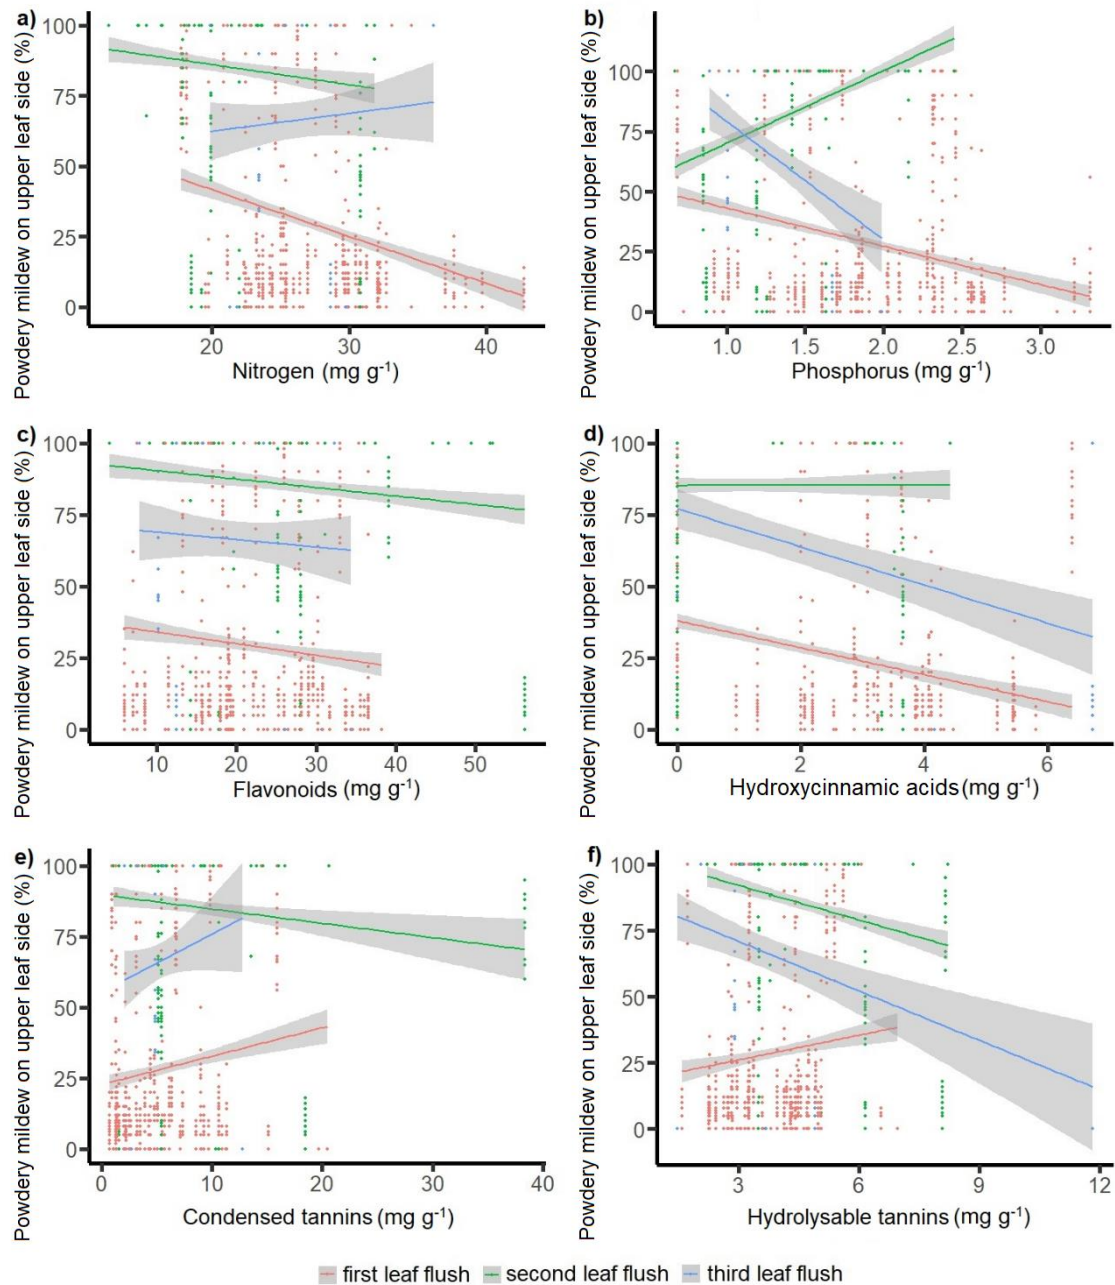 a)
Powdery mildew on upper leaf side (%)
100
75
50
25
0
20 30 40
Nitrogen (mg g⁻¹)
b)
Powdery mildew on upper leaf side (%)
100
75
50
25
0
1.0 1.5 2.0 2.5 3.0
Phosphorus (mg g⁻¹)
c)
Powdery mildew on upper leaf side (%)
100
75
50
25
0
10 20 30 40 50
Flavonoids (mg g⁻¹)
d)
Powdery mildew on upper leaf side (%)
100
75
50
25
0
0 2 4 6
Hydroxycinnamic acids (mg g⁻¹)
e)
Powdery mildew on upper leaf side (%)
100
75
50
25
0
0 10 20 30 40
Condensed tannins (mg g⁻¹)
f)
Powdery mildew on upper leaf side (%)
100
75
50
25
0
3 6 9 12
Hydrolysable tannins (mg g⁻¹)
first leaf flush second leaf flush third leaf flush